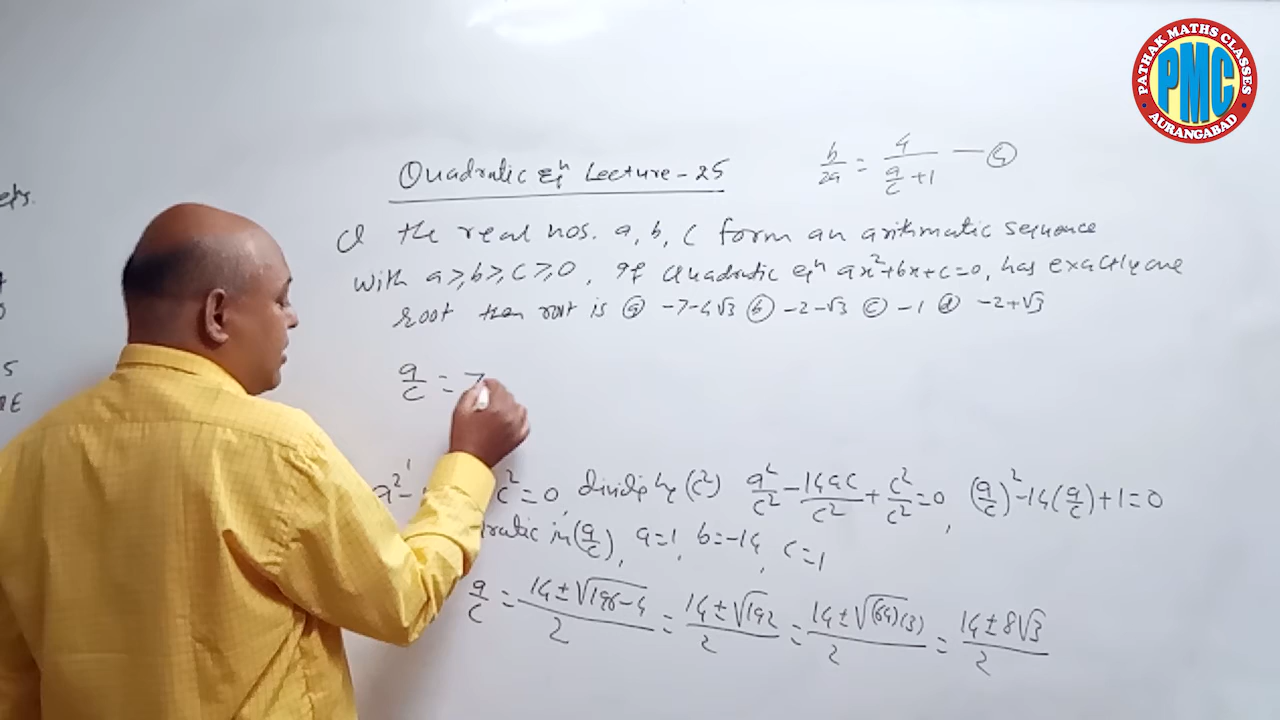 PATHAK MATHS CLASSES
PMC
AURANGABAD
Quadratic Eqⁿ Lecture-25
b/2a = 4/(a/c + 1) — (4)
the real nos. a, b, c form an arithmatic sequence
with a ≥, b ≥, c ≥, 0, If quadratic eqⁿ ax²+bx+c=0, has exactly one
root then root is (a) -7-4√3 (b) -2-√3 (c) -1 (d) -2+√3
a/c = 7
a² - c² = 0, divide by (c²) a²/c² - 14ac/c² + c²/c² = 0, (a/c)² - 14(a/c) + 1 = 0
in (a/c), a=1, b=-14, c=1
a/c = (14 ± √196-4)/2 = (14 ± √192)/2 = (14 ± √(64)(3))/2 = (14 ± 8√3)/2